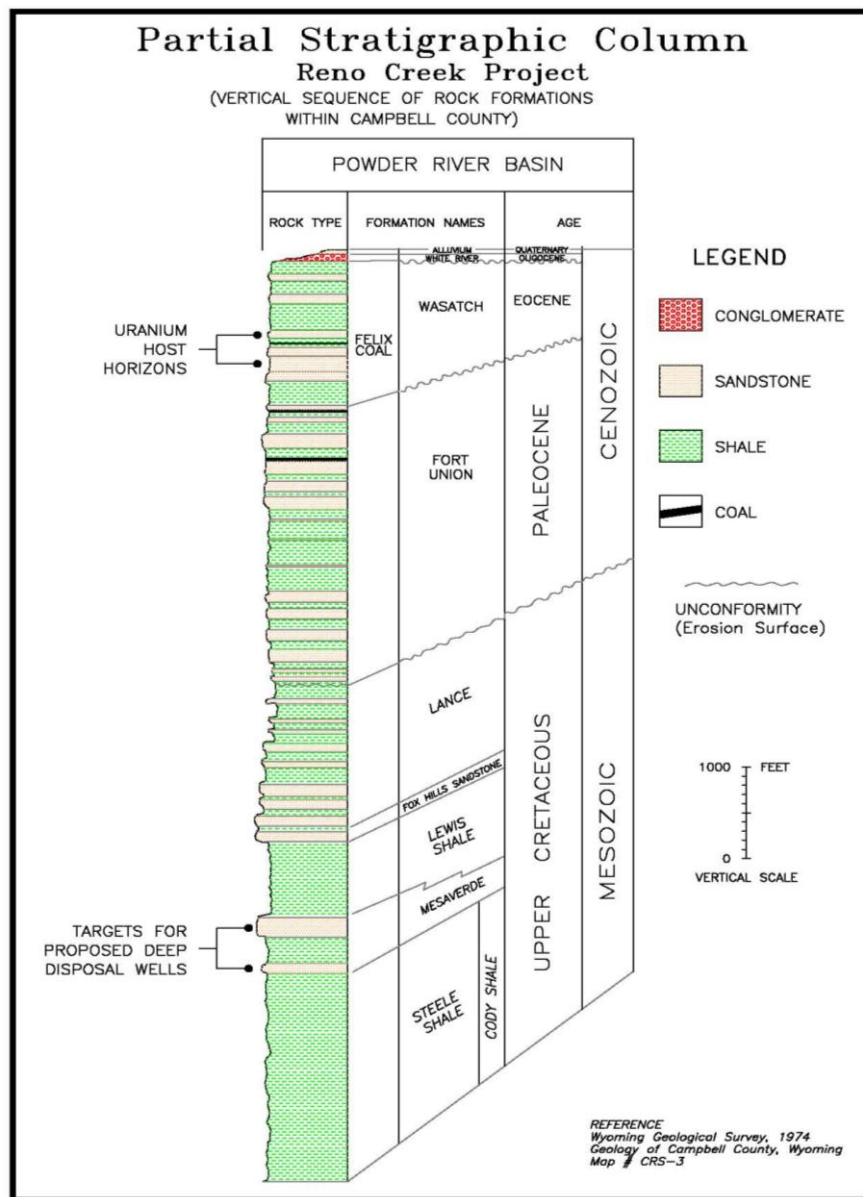 Partial Stratigraphic Column
Reno Creek Project
(VERTICAL SEQUENCE OF ROCK FORMATIONS
WITHIN CAMPBELL COUNTY)
POWDER RIVER BASIN
ROCK TYPE
FORMATION NAMES
AGE
ALLUVIUM
QUATERNARY
WHITE RIVER
OLIGOCENE
WASATCH
EOCENE
FELIX
COAL
URANIUM
HOST
HORIZONS
FORT
UNION
PALEOCENE
CENOZOIC
LANCE
FOX HILLS SANDSTONE
LEWIS
SHALE
MESAVERDE
UPPER CRETACEOUS
MESOZOIC
TARGETS FOR
PROPOSED DEEP
DISPOSAL WELLS
STEELE
SHALE
CODY SHALE
LEGEND
CONGLOMERATE
SANDSTONE
SHALE
COAL
UNCONFORMITY
(Erosion Surface)
1000 FEET
0
VERTICAL SCALE
REFERENCE
Wyoming Geological Survey, 1974
Geology of Campbell County, Wyoming
Map # CRS-3